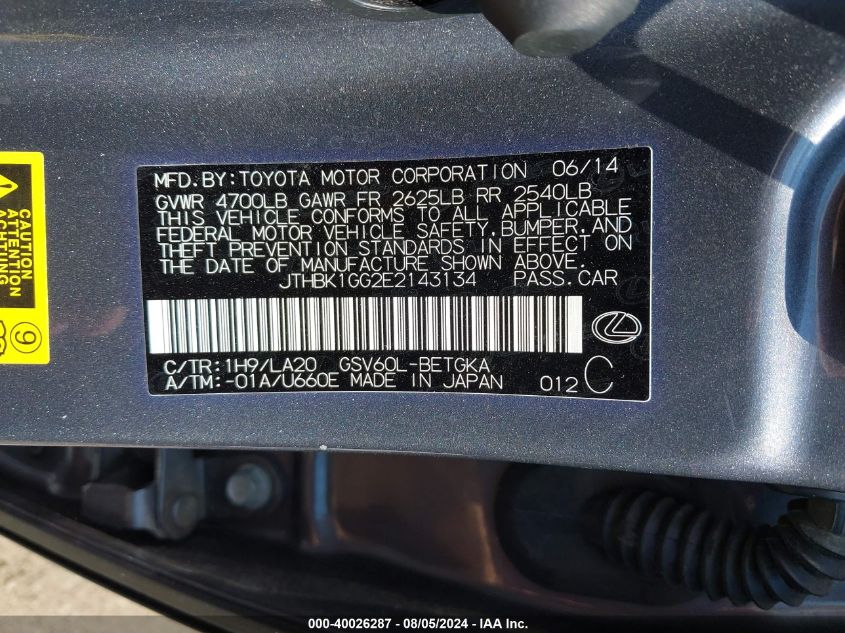 MFD.BY:TOYOTA MOTOR CORPORATION 06/14
GVWR 4700LB GAWR FR 2625LB RR 2540LB
THIS VEHICLE CONFORMS TO ALL APPLICABLE
FEDERAL MOTOR VEHICLE SAFETY,BUMPER,AND
THEFT PREVENTION STANDARDS IN EFFECT ON
THE DATE OF MANUFACTURE SHOWN ABOVE.
JTHBK1GG2E2143134 PASS.CAR
C/TR:1H9/LA20 GSV60L-BETGKA
A/TM:-01A/U660E MADE IN JAPAN 012 C
CAUTION
ATTENTION
ACHTUNG
9
000-40026287 - 08/05/2024 - IAA Inc.